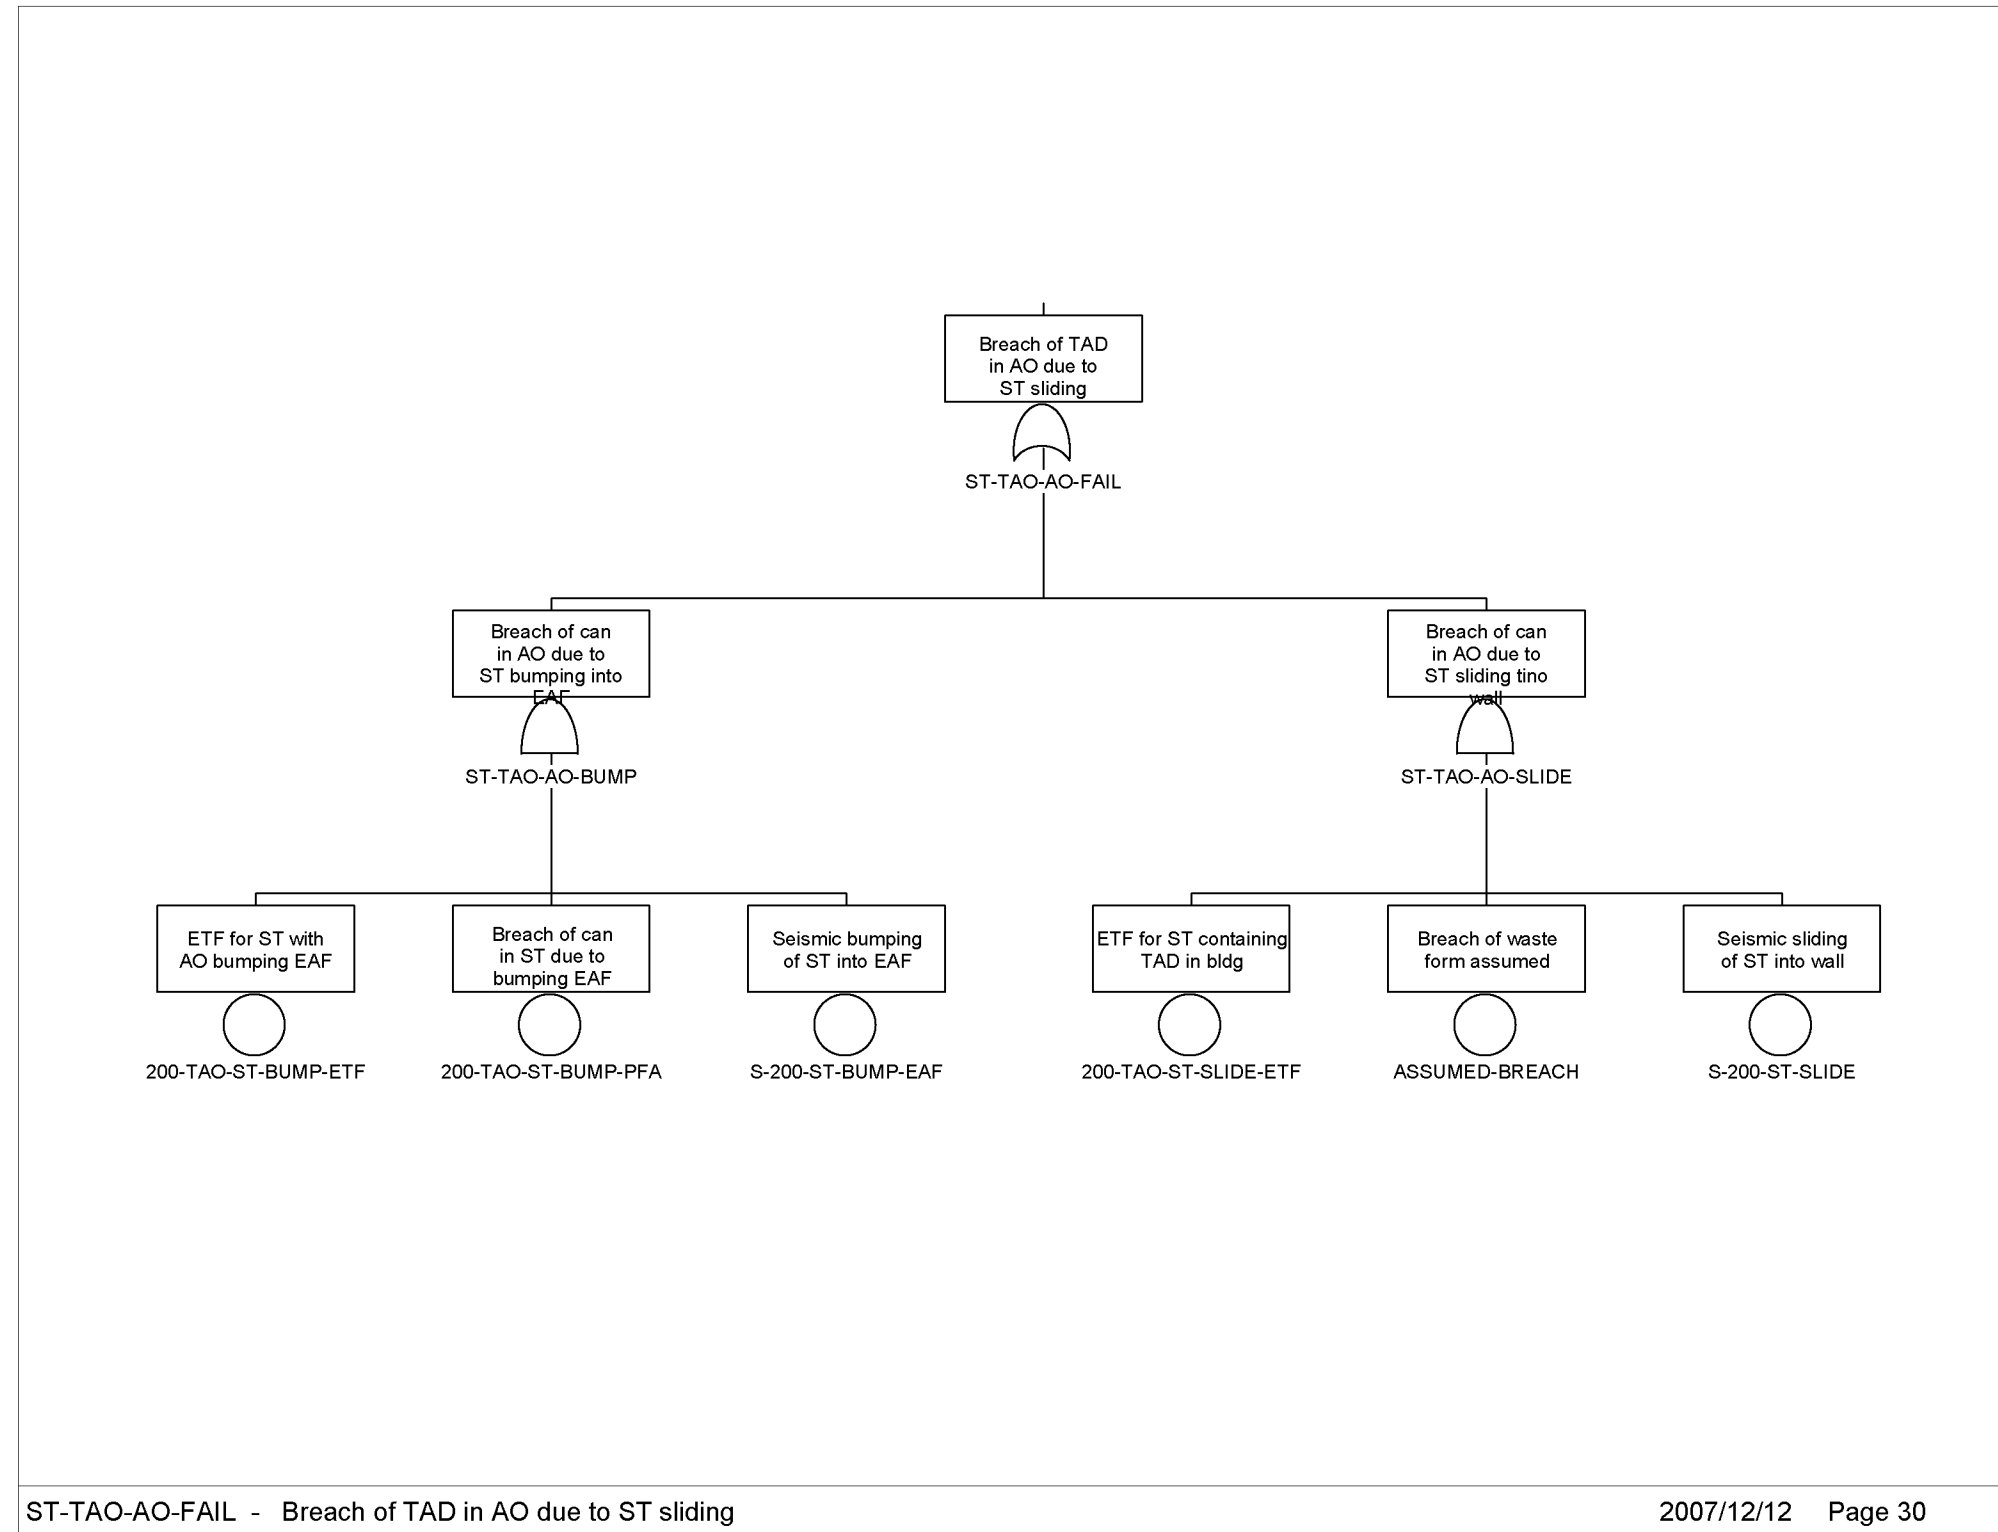 Breach of TAD
in AO due to
ST sliding
ST-TAO-AO-FAIL
Breach of can
in AO due to
ST bumping into
EAF
ST-TAO-AO-BUMP
Breach of can
in AO due to
ST sliding tino
wall
ST-TAO-AO-SLIDE
ETF for ST with
AO bumping EAF
200-TAO-ST-BUMP-ETF
Breach of can
in ST due to
bumping EAF
200-TAO-ST-BUMP-PFA
Seismic bumping
of ST into EAF
S-200-ST-BUMP-EAF
ETF for ST containing
TAD in bldg
200-TAO-ST-SLIDE-ETF
Breach of waste
form assumed
ASSUMED-BREACH
Seismic sliding
of ST into wall
S-200-ST-SLIDE
ST-TAO-AO-FAIL - Breach of TAD in AO due to ST sliding
2007/12/12 Page 30